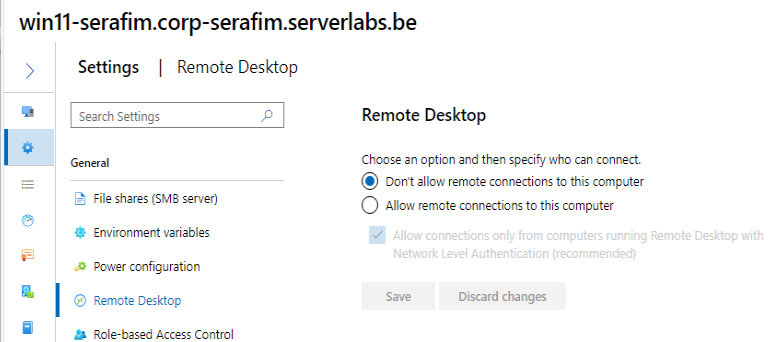 win11-serafim.corp-serafim.serverlabs.be
Settings | Remote Desktop
Search Settings
General
File shares (SMB server)
Environment variables
Power configuration
Remote Desktop
Role-based Access Control
Remote Desktop
Choose an option and then specify who can connect.
Don't allow remote connections to this computer
Allow remote connections to this computer
Allow connections only from computers running Remote Desktop with
Network Level Authentication (recommended)
Save
Discard changes